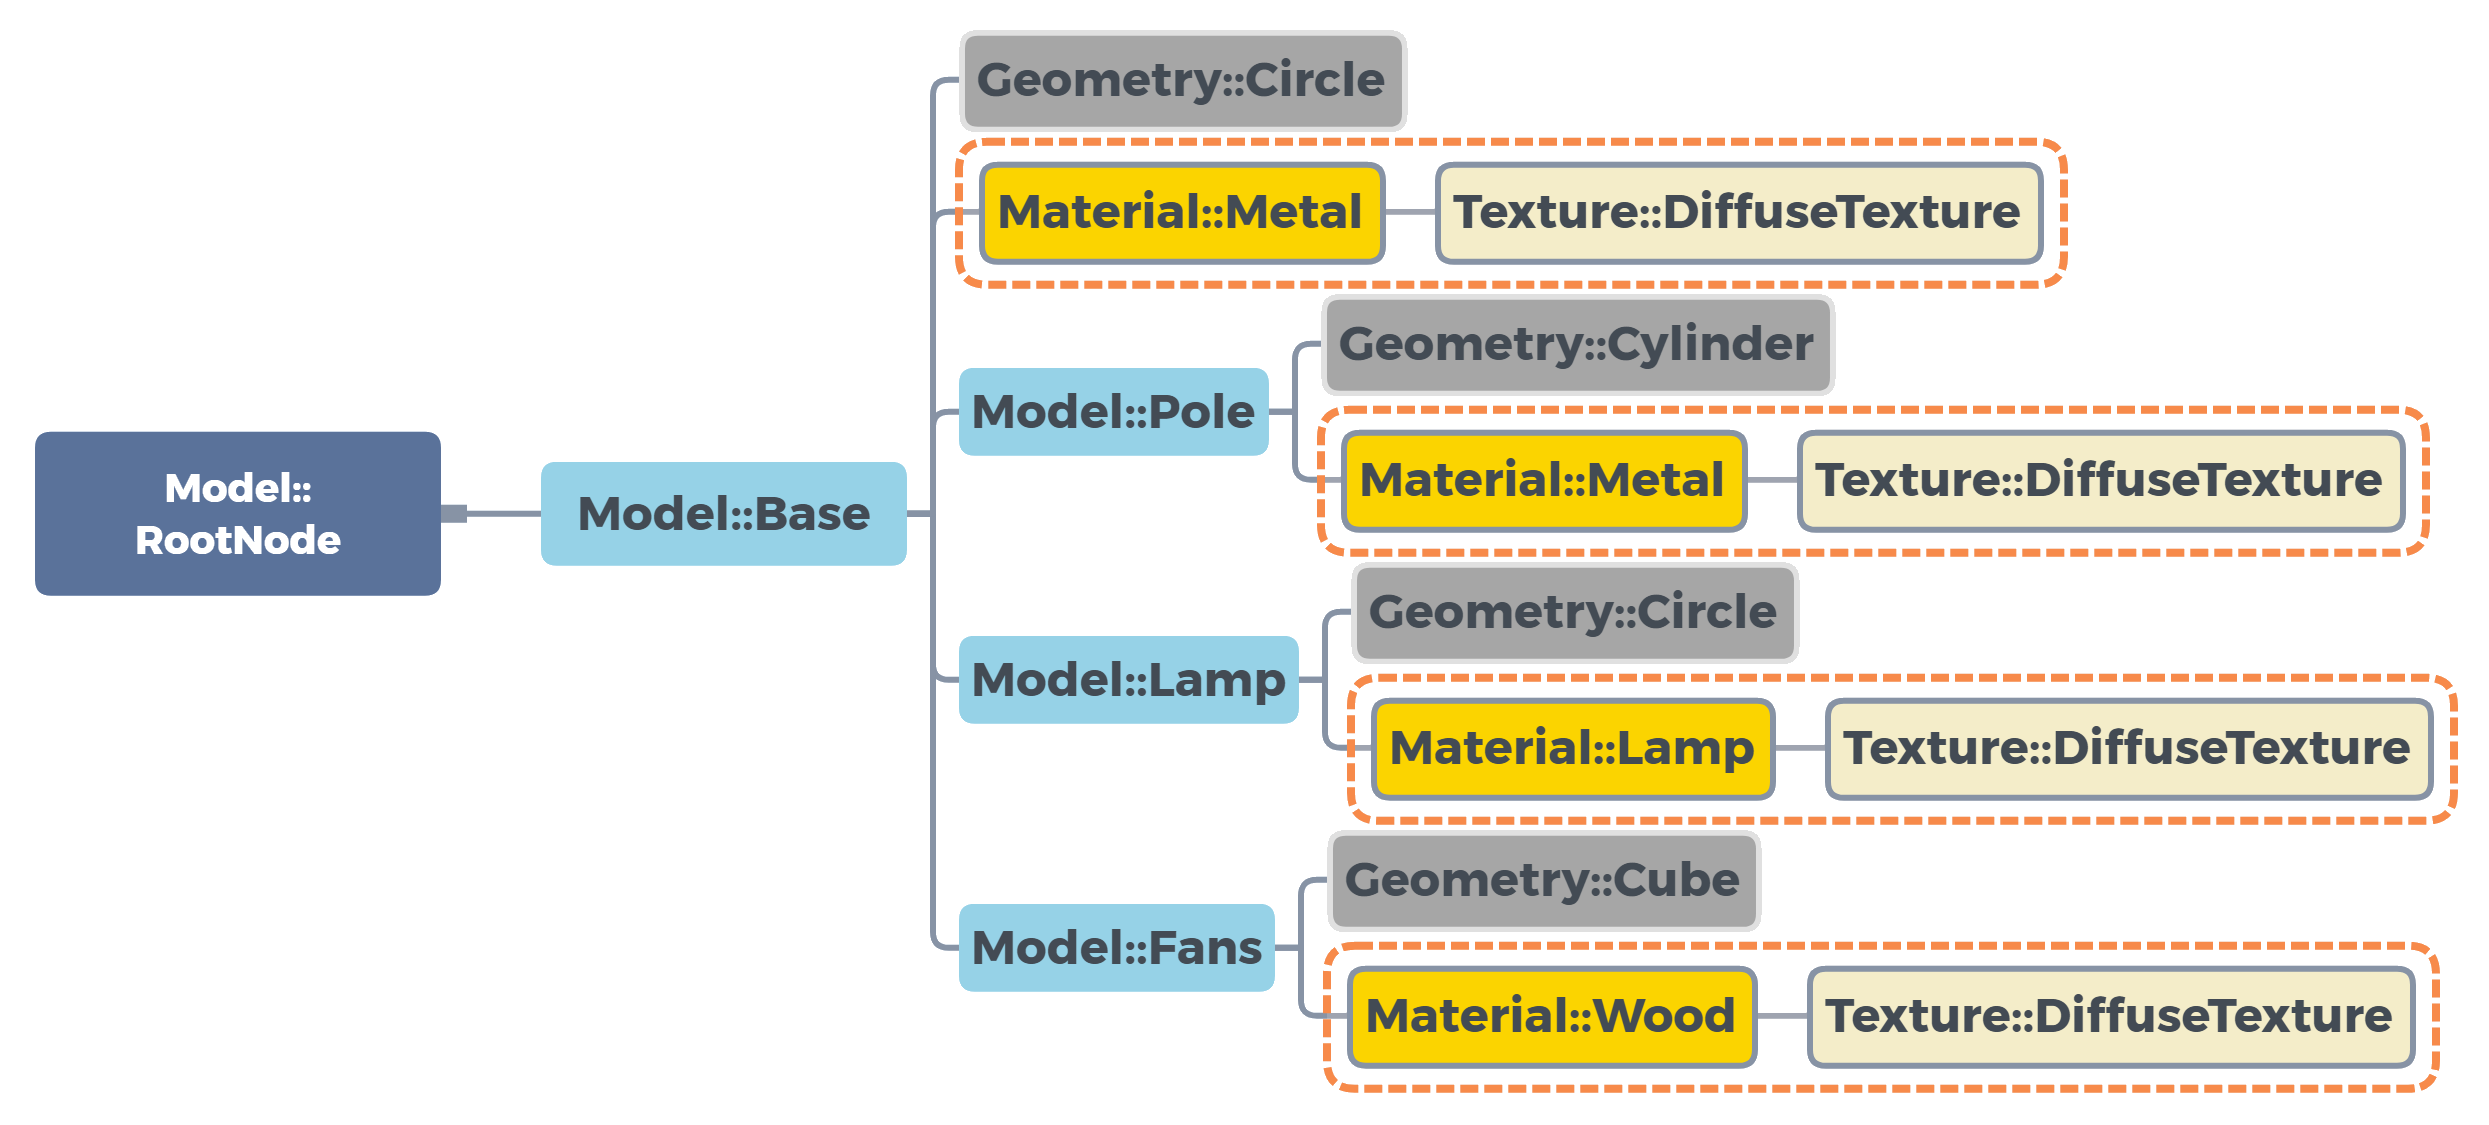 Model::
RootNode
Model::Base
Geometry::Circle
Material::Metal
Texture::DiffuseTexture
Model::Pole
Geometry::Cylinder
Material::Metal
Texture::DiffuseTexture
Model::Lamp
Geometry::Circle
Material::Lamp
Texture::DiffuseTexture
Model::Fans
Geometry::Cube
Material::Wood
Texture::DiffuseTexture